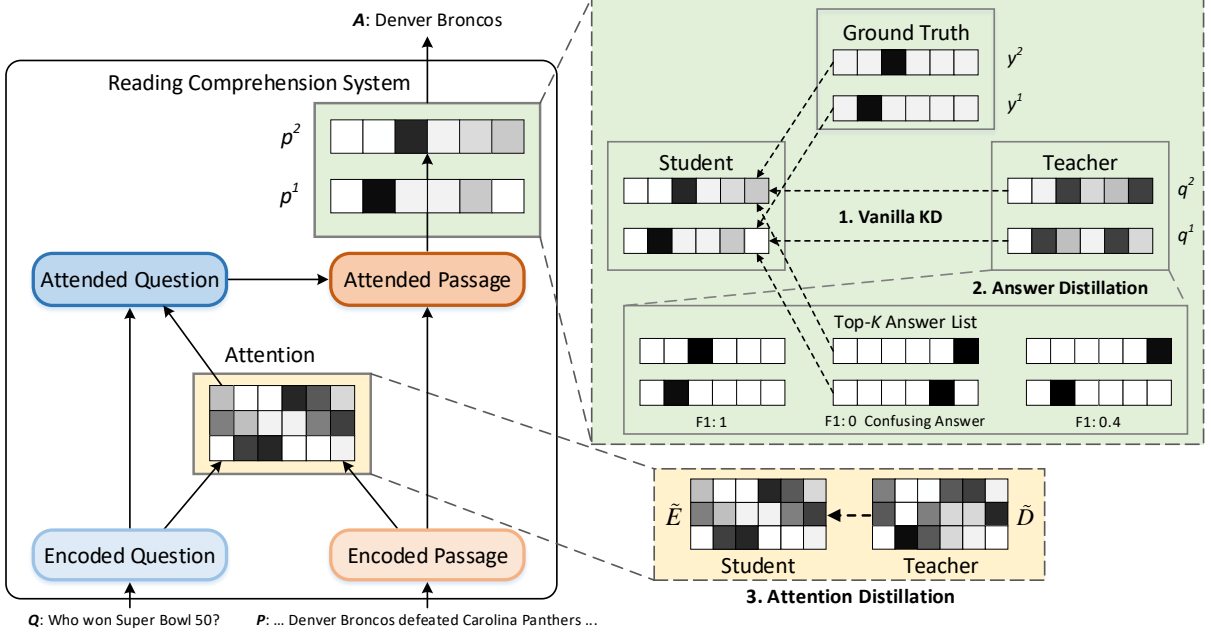 A: Denver Broncos
Reading Comprehension System
p²
p¹
Attended Question
Attended Passage
Attention
Encoded Question
Encoded Passage
Q: Who won Super Bowl 50?
P: ... Denver Broncos defeated Carolina Panthers ...
Ground Truth
y²
y¹
Student
Teacher
q²
q¹
1. Vanilla KD
2. Answer Distillation
Top-K Answer List
F1: 1
F1: 0 Confusing Answer
F1: 0.4
Ẽ
D̃
Student
Teacher
3. Attention Distillation